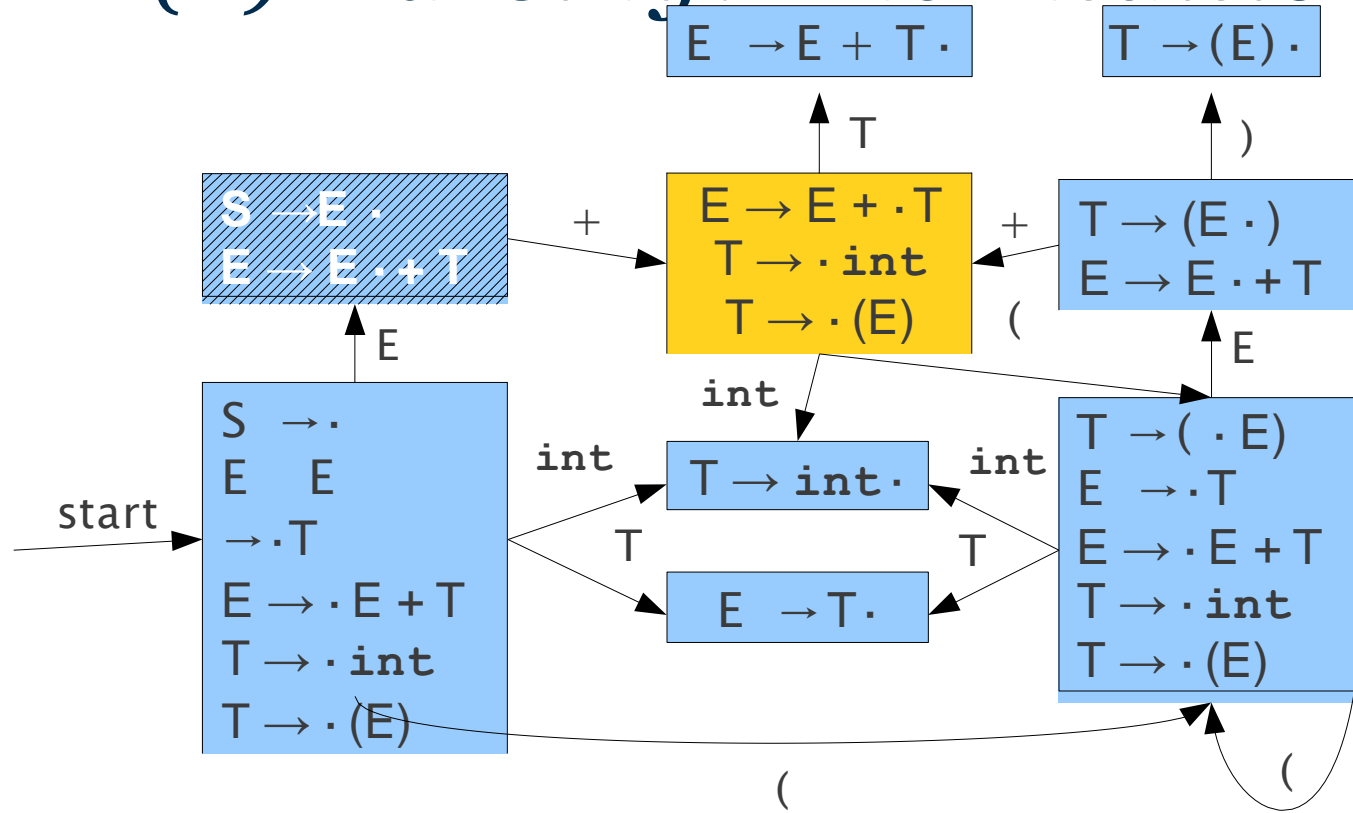 E → E + T ·
T → (E) ·
T
)
S → E ·
E → E · + T
+
E → E + · T
T → · int
T → · (E)
+
T → (E · )
E → E · + T
(
E
E
int
S → ·
E E
→ · T
E → · E + T
T → · int
T → · (E)
start
int
T
T → int ·
E → T ·
int
T
T → ( · E)
E → · T
E → · E + T
T → · int
T → · (E)
(
(